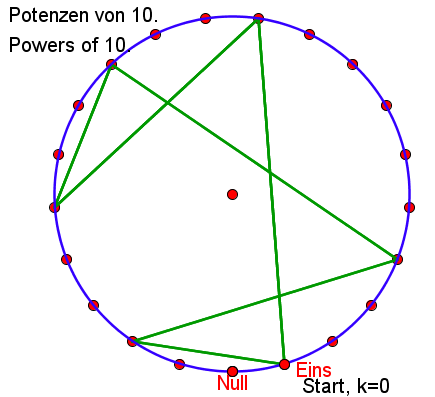 Potenzen von 10.
Powers of 10.
Eins
Null
Start, k=0